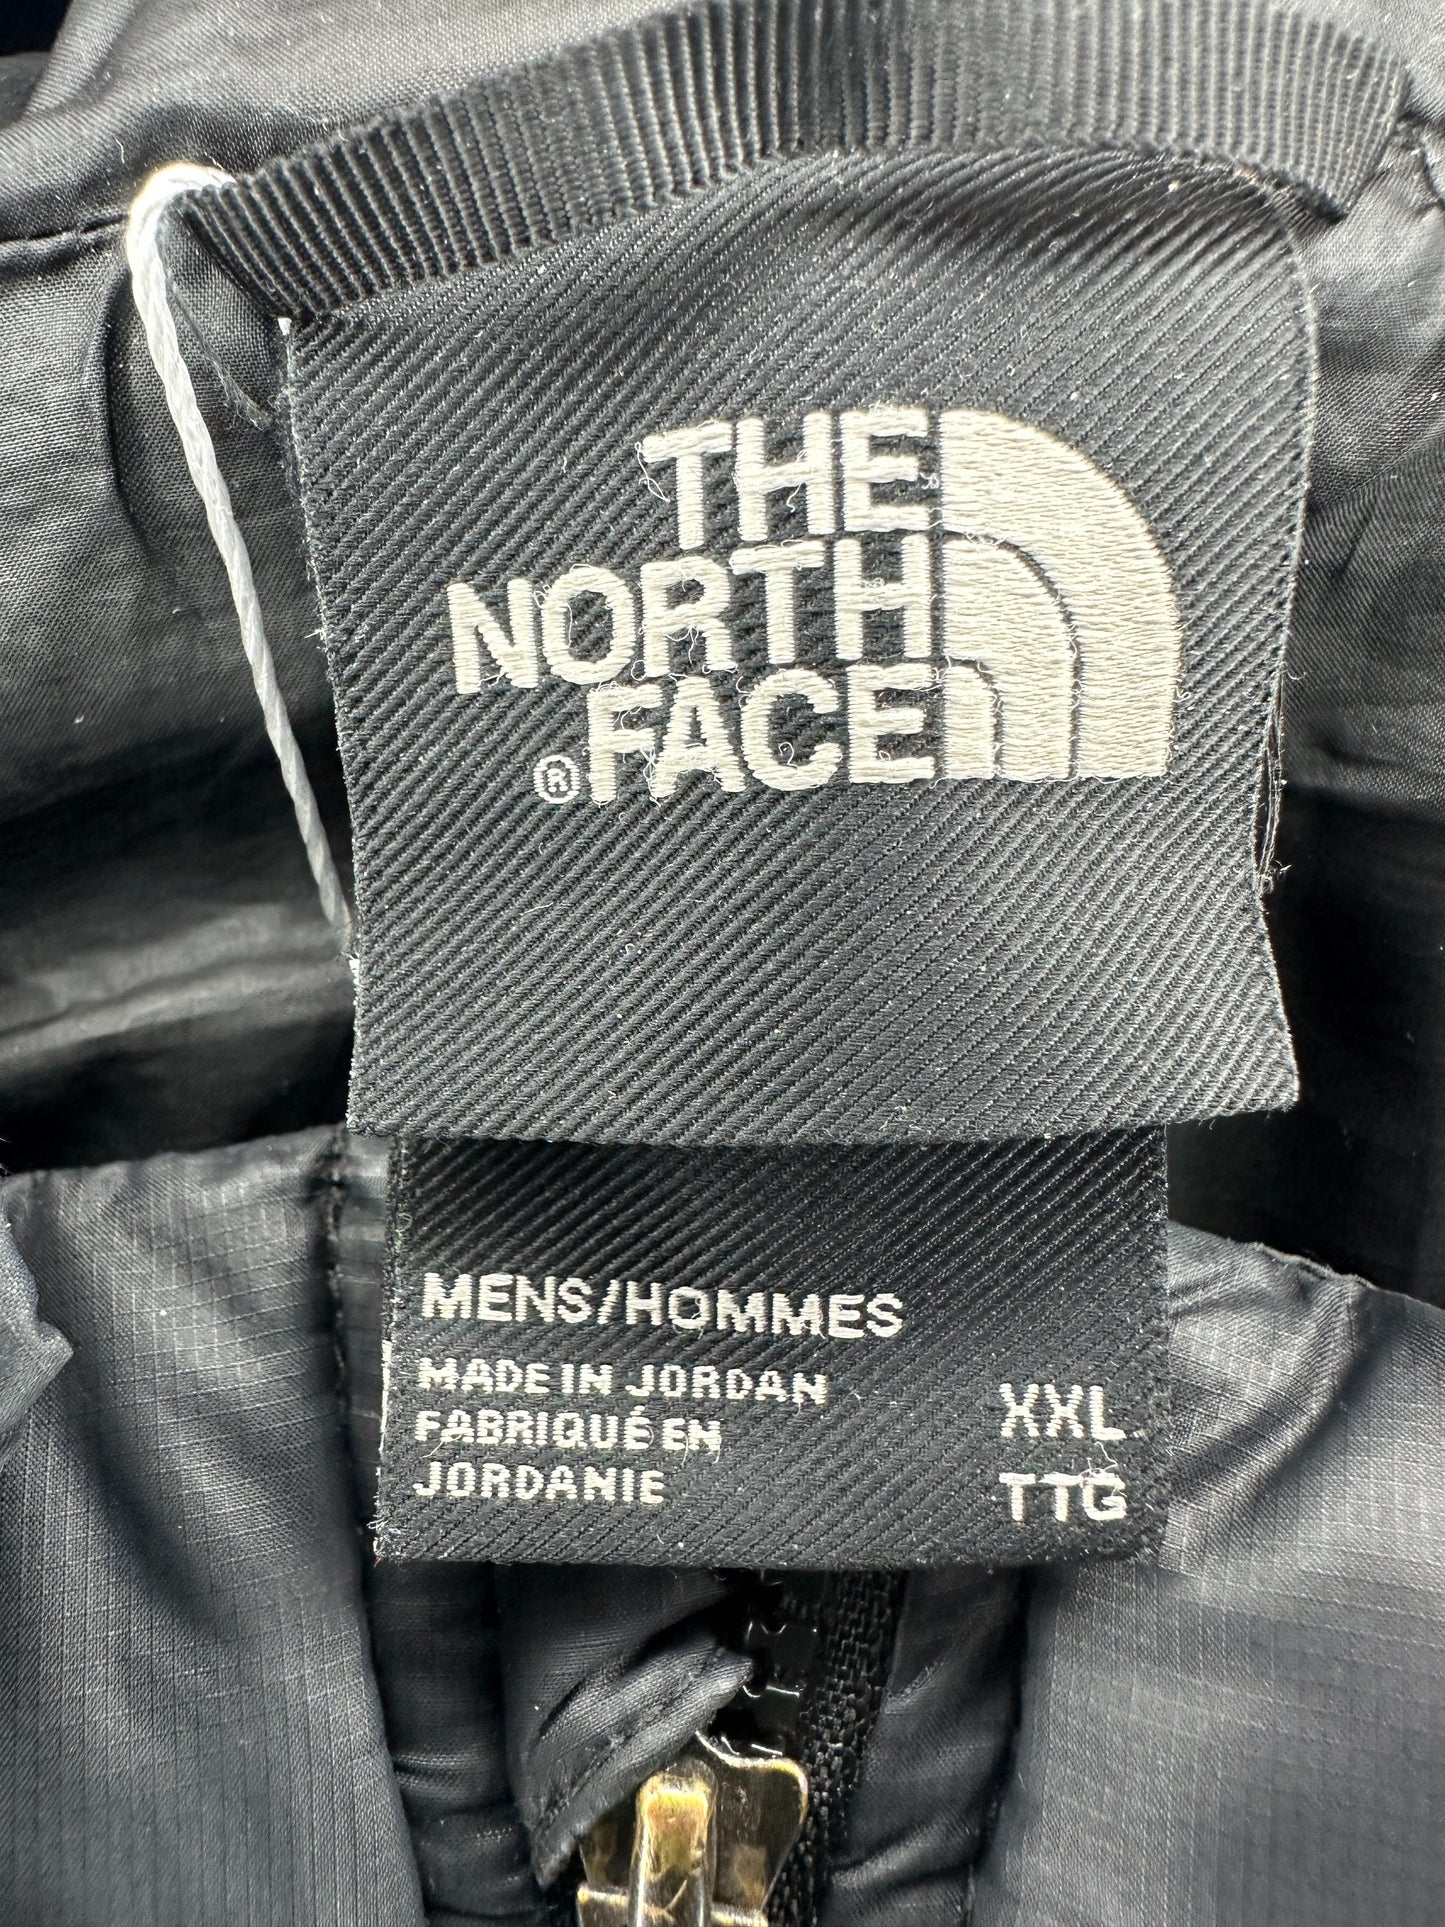 THE
NORTH
®FACE
MENS/HOMMES
MADE IN JORDAN
FABRIQUÉ EN
JORDANIE
XXL
TTG